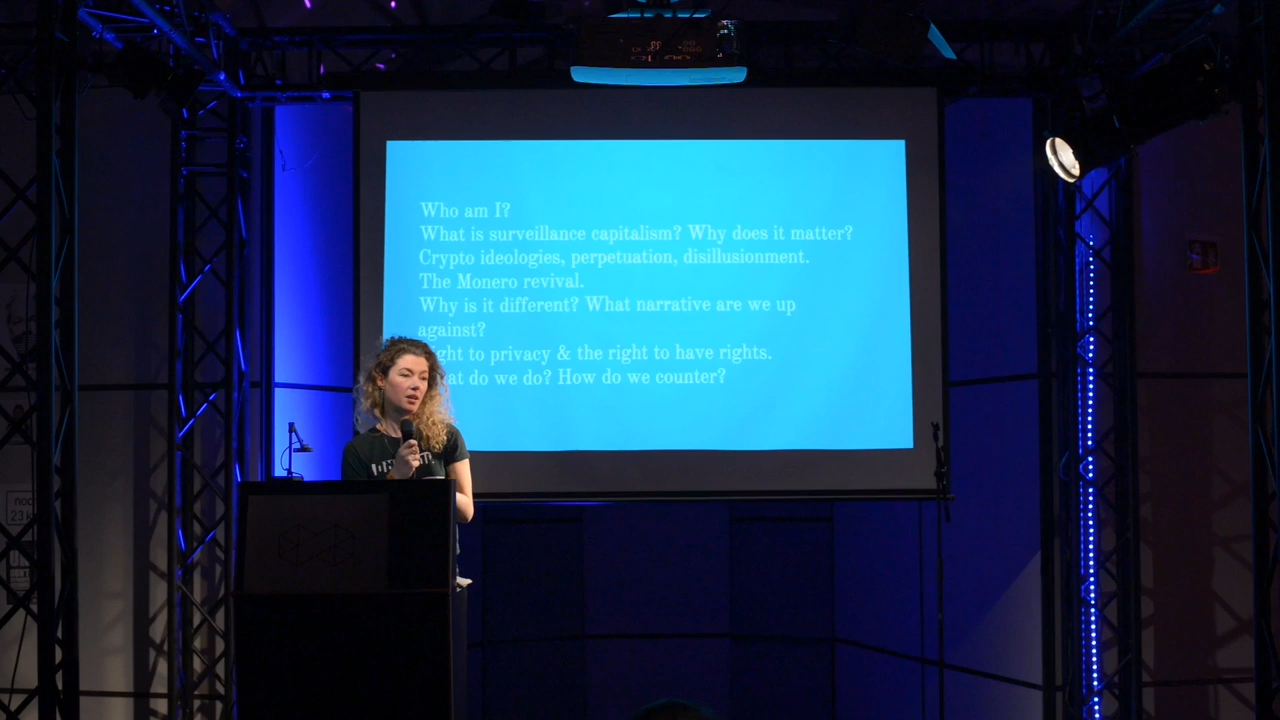 Who am I?
What is surveillance capitalism? Why does it matter?
Crypto ideologies, perpetuation, disillusionment.
The Monero revival.
Why is it different? What narrative are we up
against?
ght to privacy & the right to have rights.
at do we do? How do we counter?
23